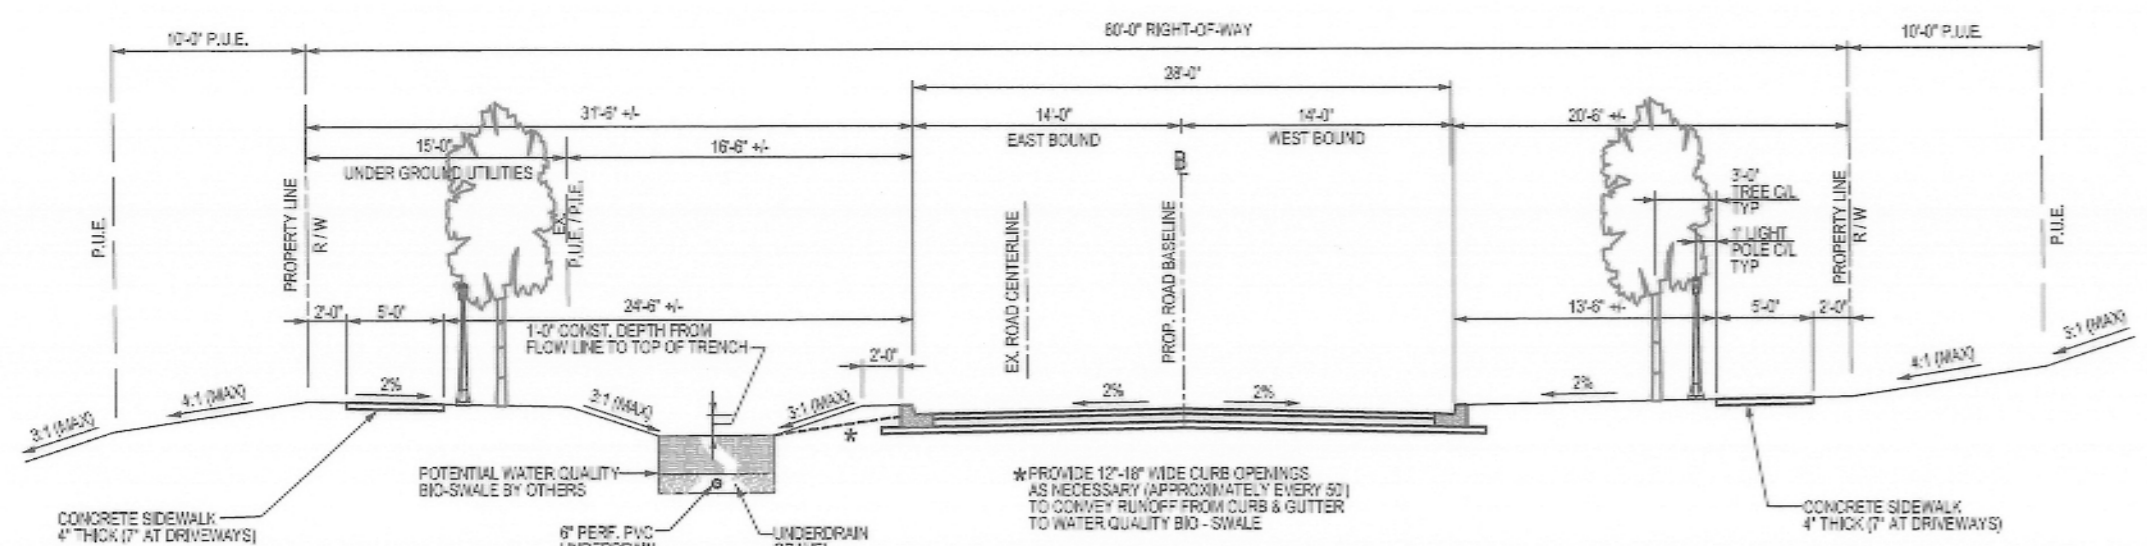 10'-0" P.U.E.
80'-0" RIGHT-OF-WAY
10'-0" P.U.E.
28'-0"
31'-6" +/-
14'-0"
14'-0"
20'-6" +/-
EAST BOUND
WEST BOUND
15'-0"
16'-6" +/-
UNDER GROUND UTILITIES
P.U.E.
PROPERTY LINE
R/W
EX.
P.U.E. / P.I.E.
EX. ROAD CENTERLINE
PROP. ROAD BASELINE
3'-0"
TREE C/L
TYP
1' LIGHT
POLE C/L
TYP
PROPERTY LINE
R/W
P.U.E.
2'-0"
5'-0"
24'-6" +/-
13'-6" +/-
5'-0"
2'-0"
1'-0" CONST. DEPTH FROM
FLOW LINE TO TOP OF TRENCH
2'-0"
3:1 (MAX)
4:1 (MAX)
2%
3:1 (MAX)
3:1 (MAX)
2%
2%
2%
4:1 (MAX)
3:1 (MAX)
*
POTENTIAL WATER QUALITY
BIO-SWALE BY OTHERS
* PROVIDE 12"-18" WIDE CURB OPENINGS
AS NECESSARY (APPROXIMATELY EVERY 50')
TO CONVEY RUNOFF FROM CURB & GUTTER
TO WATER QUALITY BIO - SWALE
CONCRETE SIDEWALK
4" THICK (7" AT DRIVEWAYS)
6" PERF. PVC
UNDERDRAIN
CONCRETE SIDEWALK
4" THICK (7" AT DRIVEWAYS)